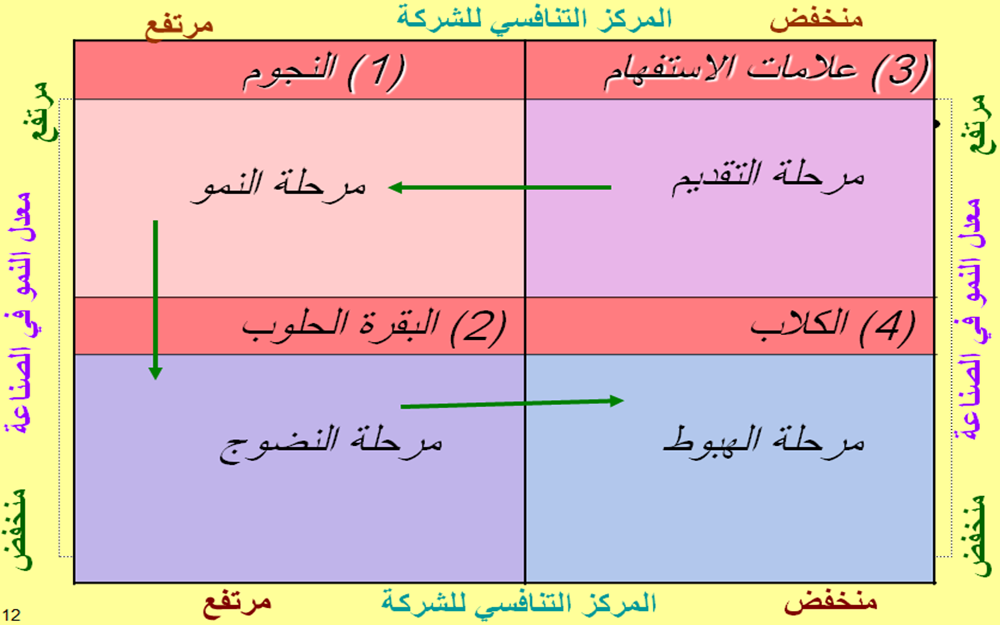 منخفض
المركز التنافسي للشركة
مرتفع
(3) علامات الاستفهام
(1) النجوم
مرتفع
مرتفع
مرحلة التقديم
مرحلة النمو
معدل النمو في الصناعة
معدل النمو في الصناعة
(4) الكلاب
(2) البقرة الحلوب
مرحلة الهبوط
مرحلة النضوج
منخفض
منخفض
منخفض
المركز التنافسي للشركة
مرتفع
12